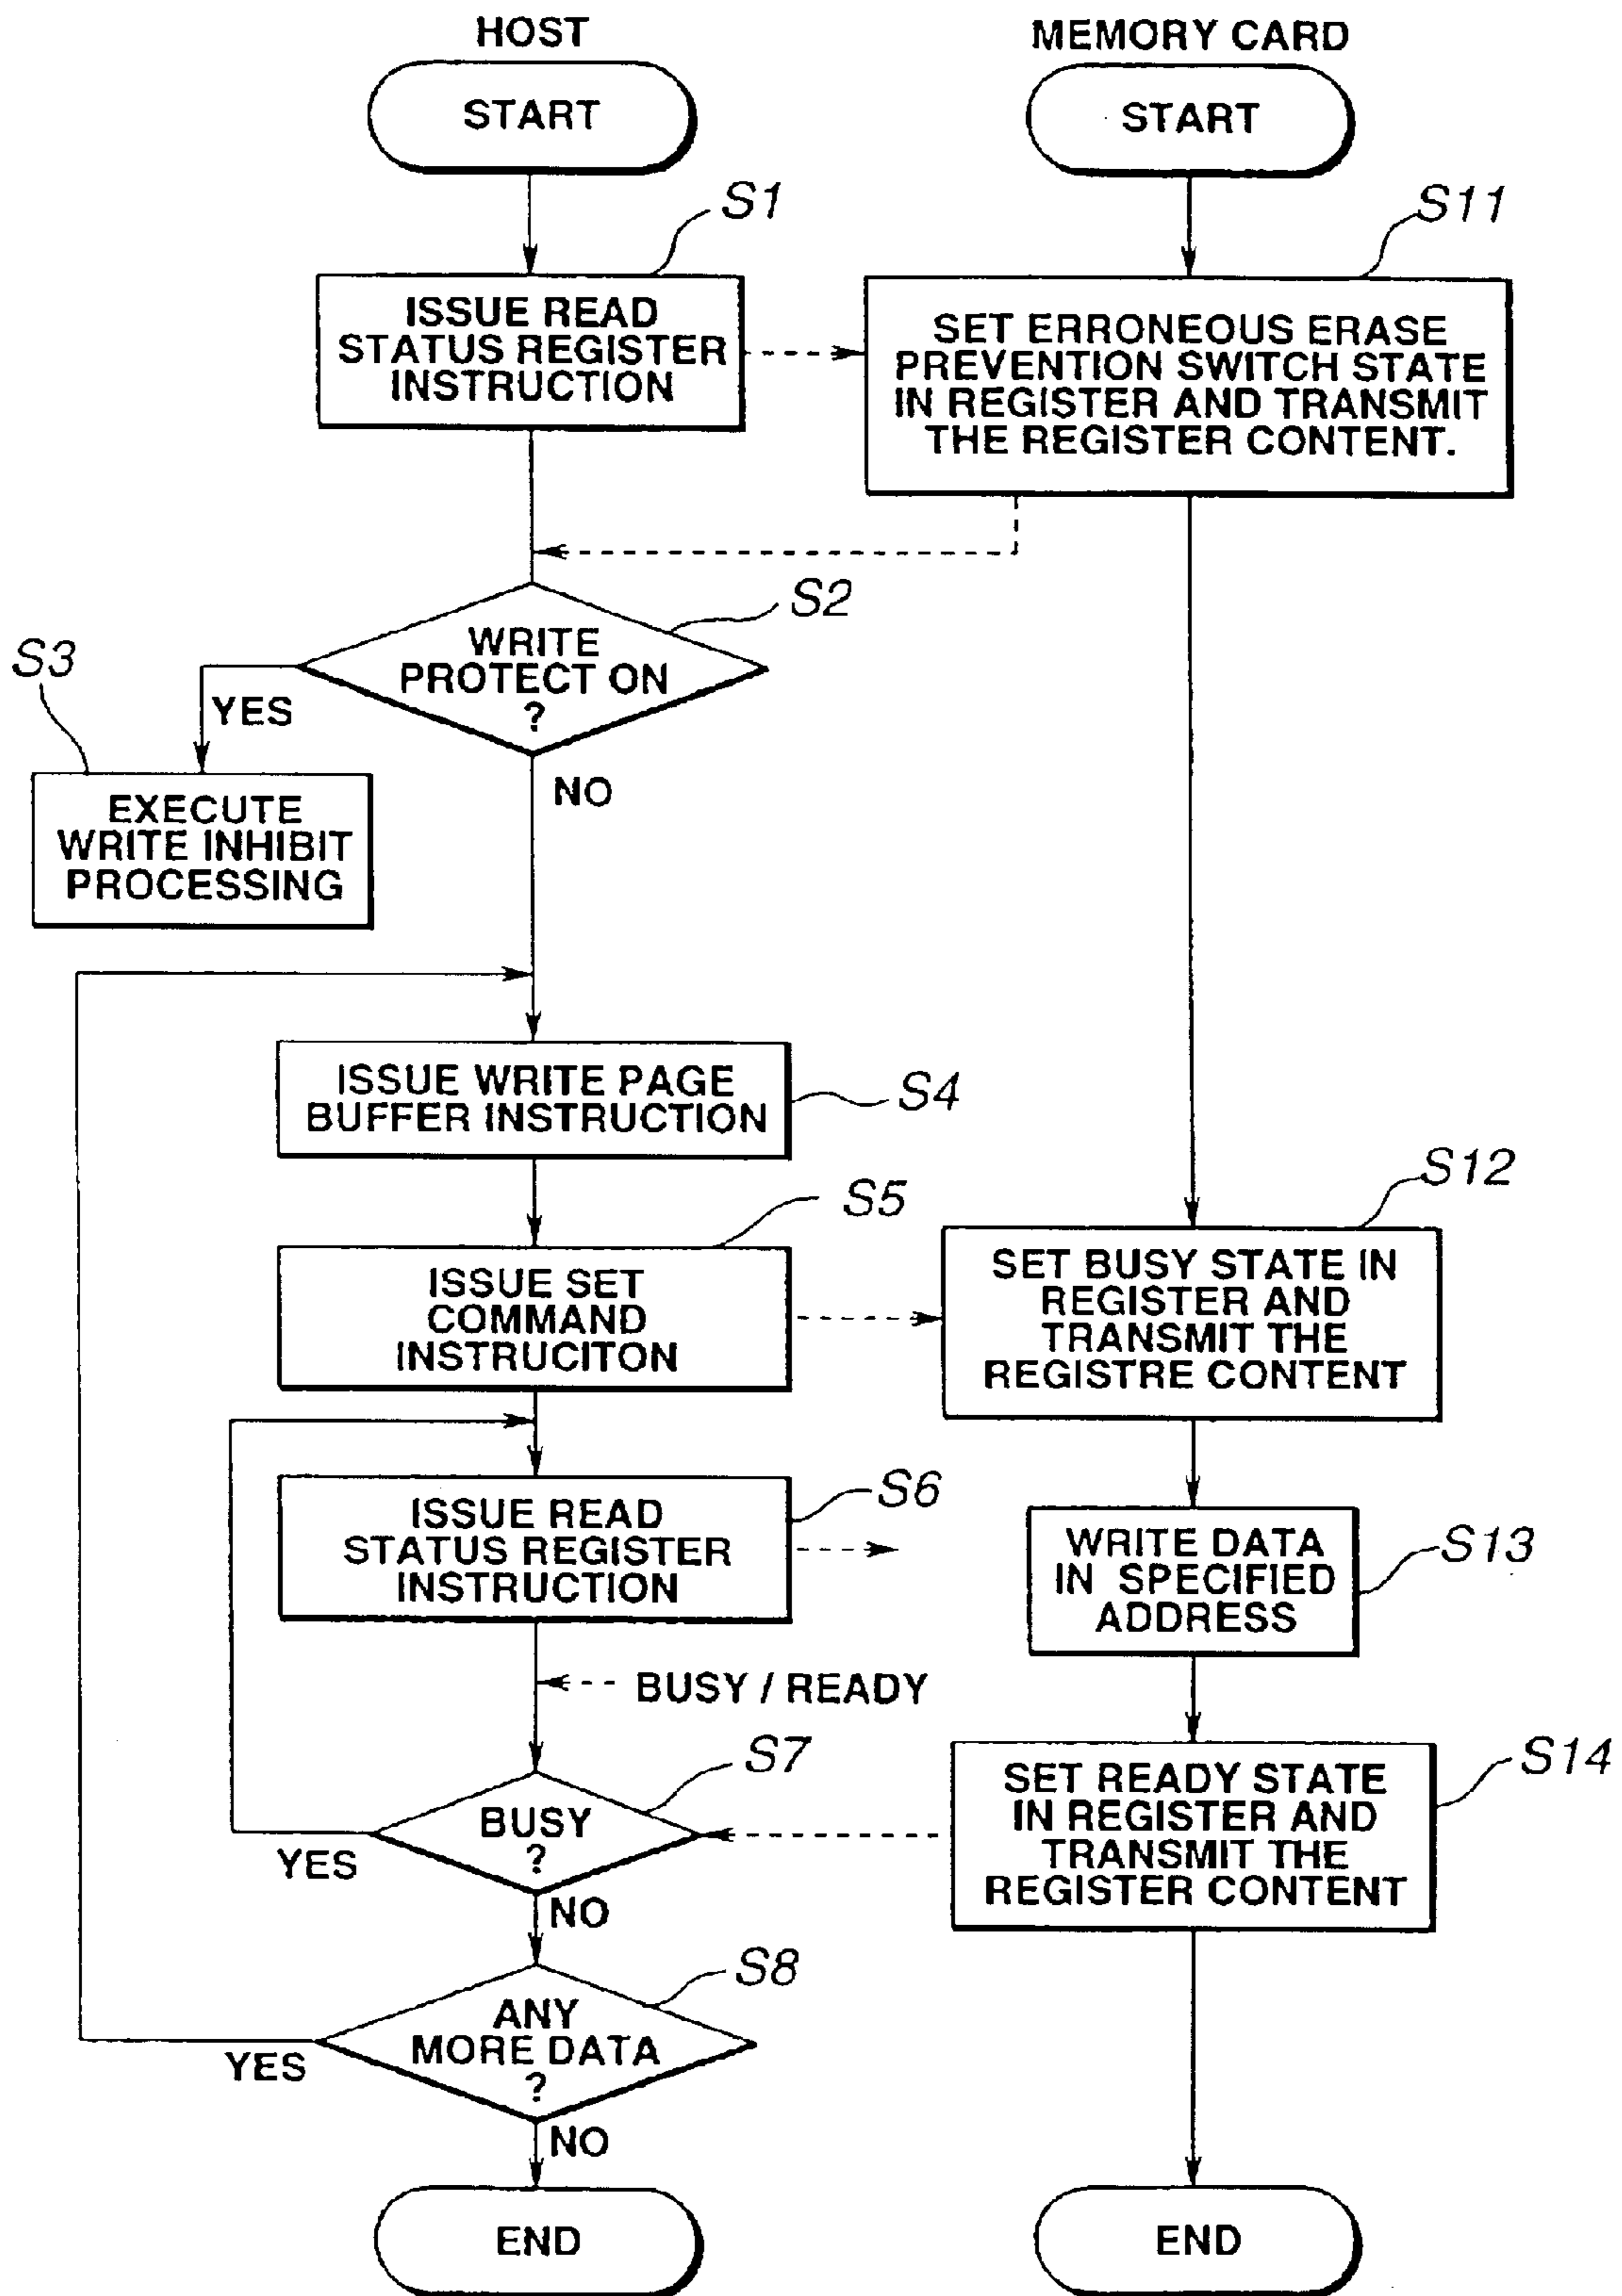 HOST
MEMORY CARD
START
START
S1
S11
ISSUE READ
STATUS REGISTER
INSTRUCTION
SET ERRONEOUS ERASE
PREVENTION SWITCH STATE
IN REGISTER AND TRANSMIT
THE REGISTER CONTENT.
S2
WRITE
PROTECT ON
?
S3
YES
NO
EXECUTE
WRITE INHIBIT
PROCESSING
ISSUE WRITE PAGE
BUFFER INSTRUCTION
S4
S5
S12
ISSUE SET
COMMAND
INSTRUCITON
SET BUSY STATE IN
REGISTER AND
TRANSMIT THE
REGISTRE CONTENT
S6
ISSUE READ
STATUS REGISTER
INSTRUCTION
WRITE DATA
IN SPECIFIED
ADDRESS
S13
BUSY / READY
S7
BUSY
?
YES
NO
SET READY STATE
IN REGISTER AND
TRANSMIT THE
REGISTER CONTENT
S14
S8
ANY
MORE DATA
?
YES
NO
END
END